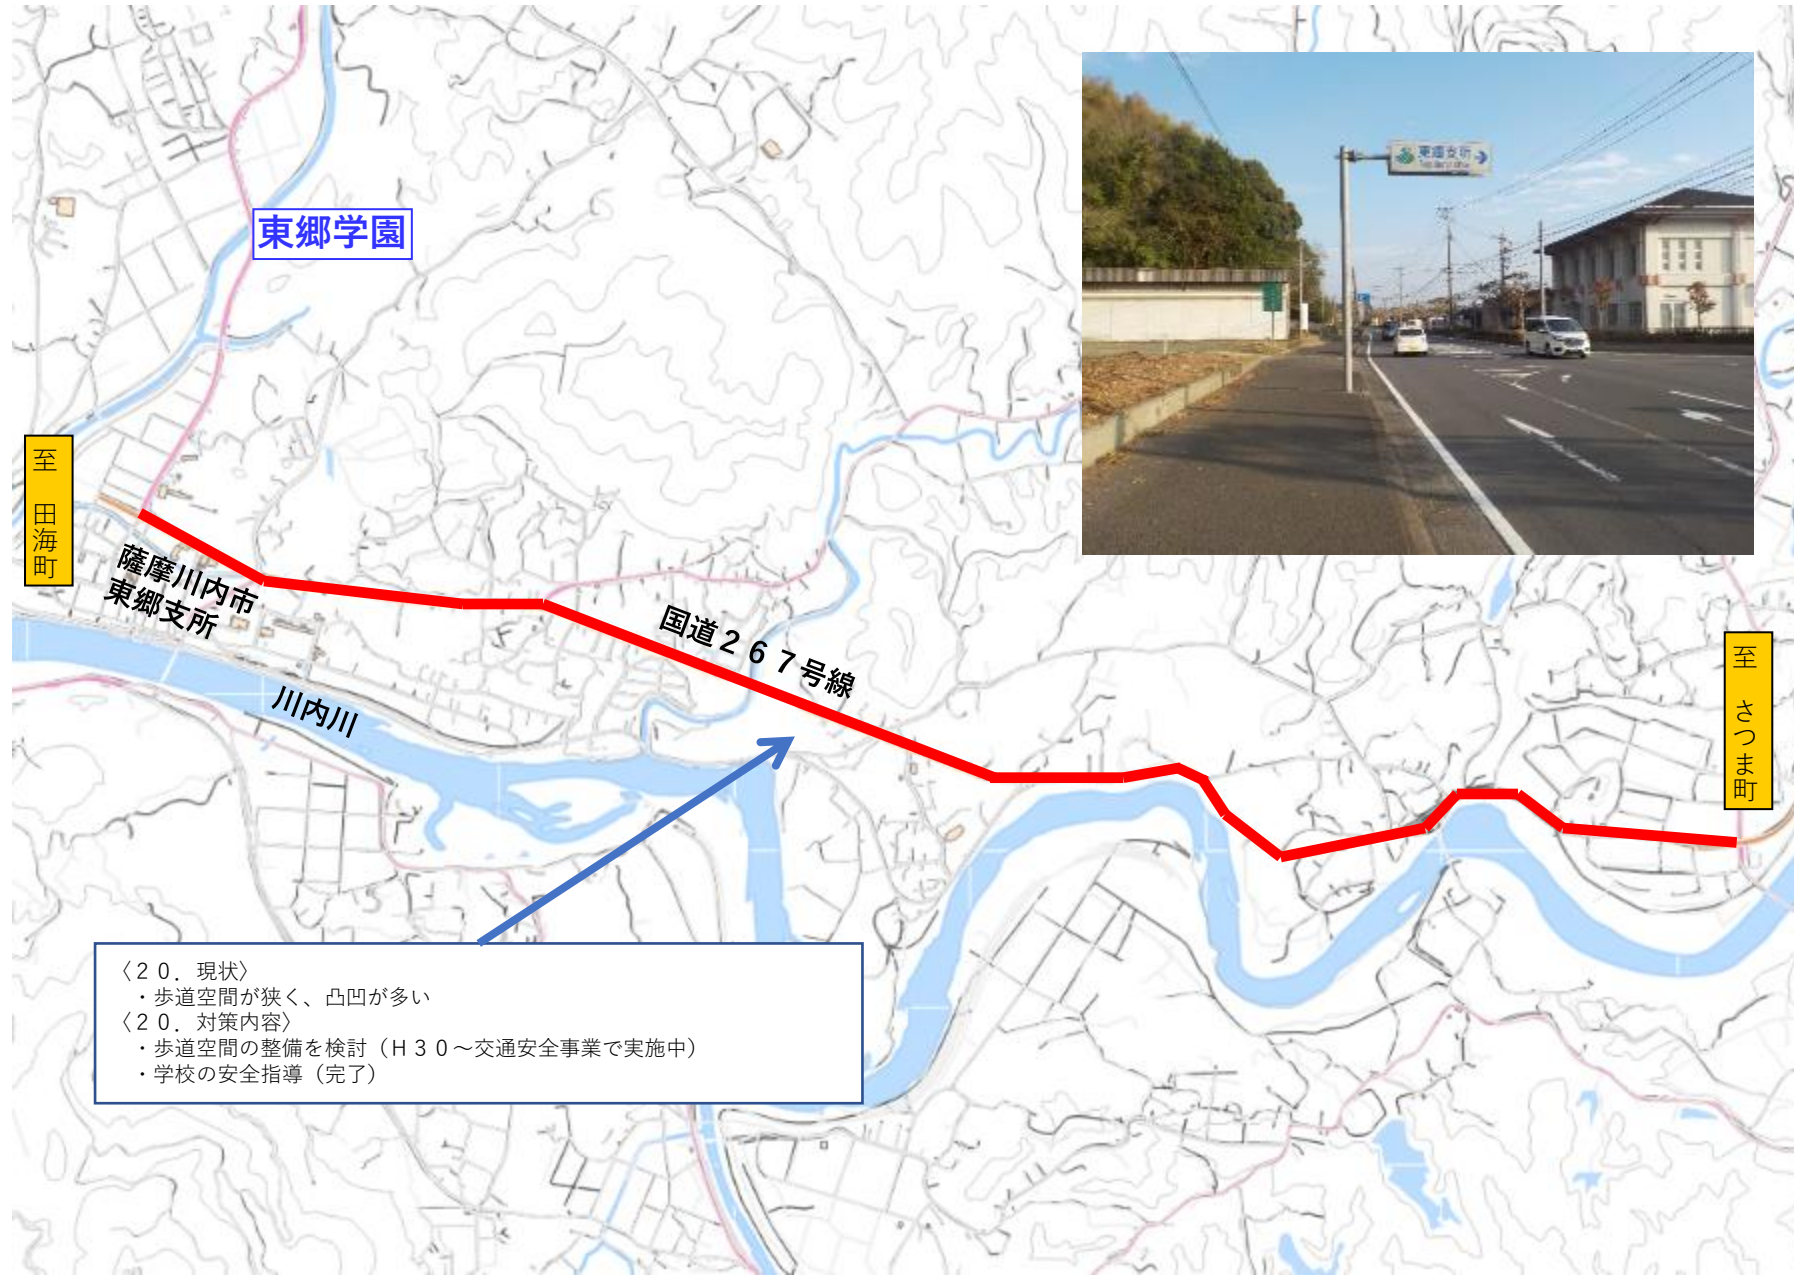 東郷支所
東郷学園
至 田海町
薩摩川内市
東郷支所
国道２６７号線
川内川
至 さつま町
〈２０．現状〉
・歩道空間が狭く、凸凹が多い
〈２０．対策内容〉
・歩道空間の整備を検討（Ｈ３０～交通安全事業で実施中）
・学校の安全指導（完了）